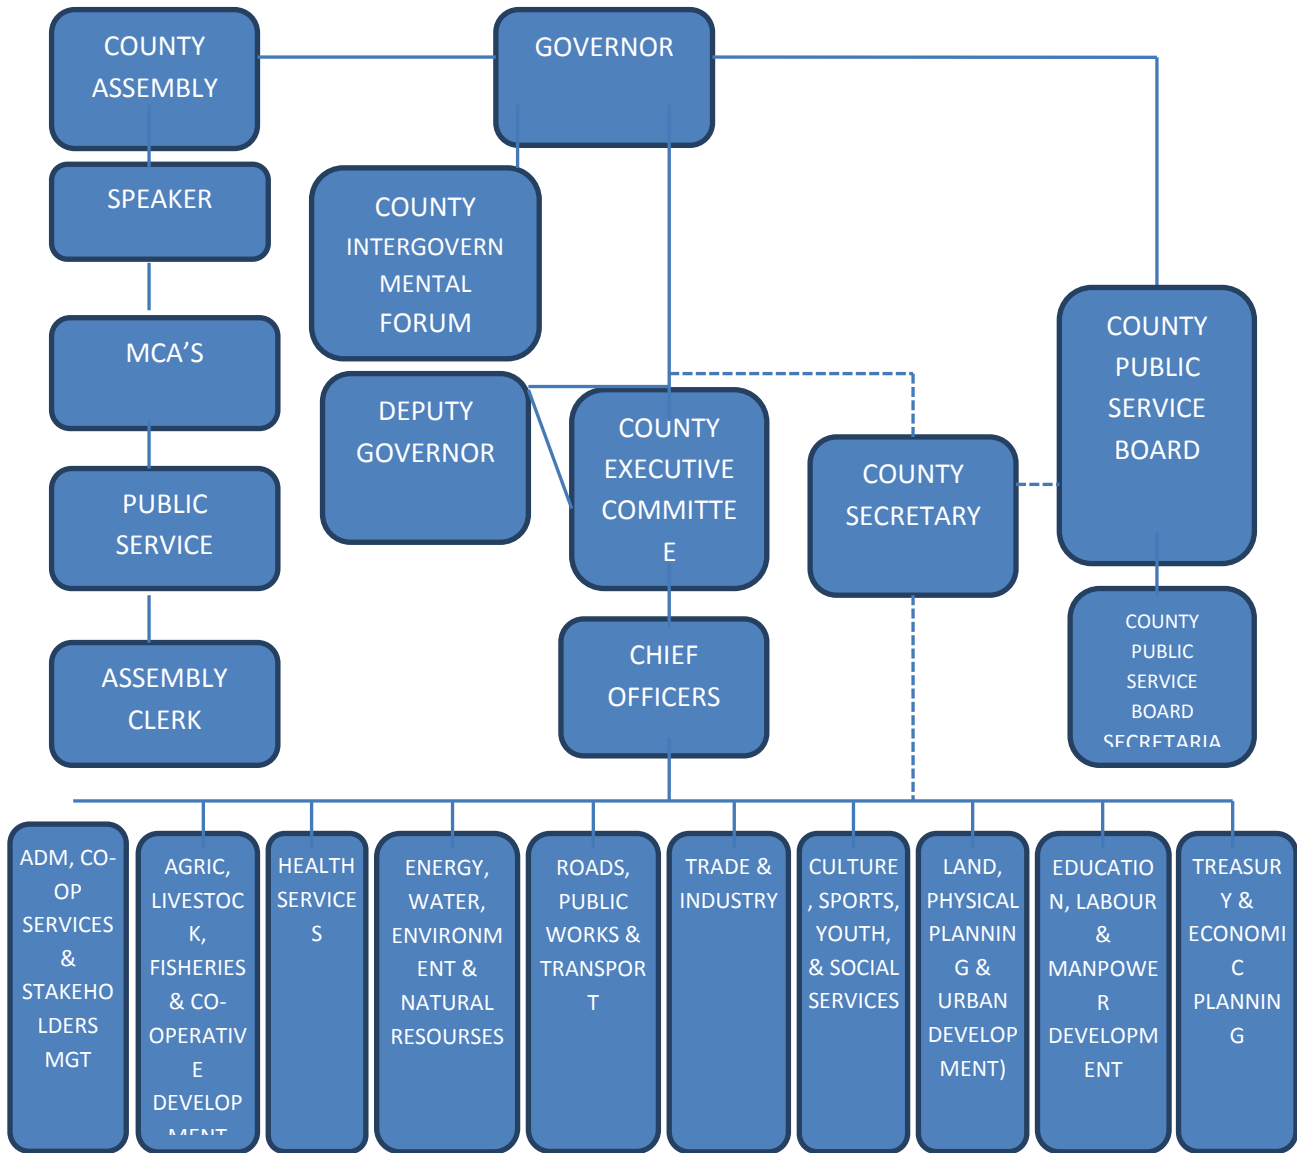 COUNTY
ASSEMBLY
GOVERNOR
SPEAKER
COUNTY
INTERGOVERN
MENTAL
FORUM
MCA'S
COUNTY
PUBLIC
SERVICE
BOARD
DEPUTY
GOVERNOR
COUNTY
EXECUTIVE
COMMITTE
E
COUNTY
SECRETARY
PUBLIC
SERVICE
COUNTY
PUBLIC
SERVICE
BOARD
SECRETARIA
CHIEF
OFFICERS
ASSEMBLY
CLERK
ADM, CO-
OP
SERVICES
&
STAKEHO
LDERS
MGT
AGRIC,
LIVESTOC
K,
FISHERIES
& CO-
OPERATIV
E
DEVELOP
MENT
HEALTH
SERVICE
S
ENERGY,
WATER,
ENVIRONM
ENT &
NATURAL
RESOURSES
ROADS,
PUBLIC
WORKS &
TRANSPOR
T
TRADE &
INDUSTRY
CULTURE
, SPORTS,
YOUTH,
& SOCIAL
SERVICES
LAND,
PHYSICAL
PLANNIN
G &
URBAN
DEVELOP
MENT)
EDUCATIO
N, LABOUR
&
MANPOWE
R
DEVELOPM
ENT
TREASUR
Y &
ECONOMI
C
PLANNIN
G